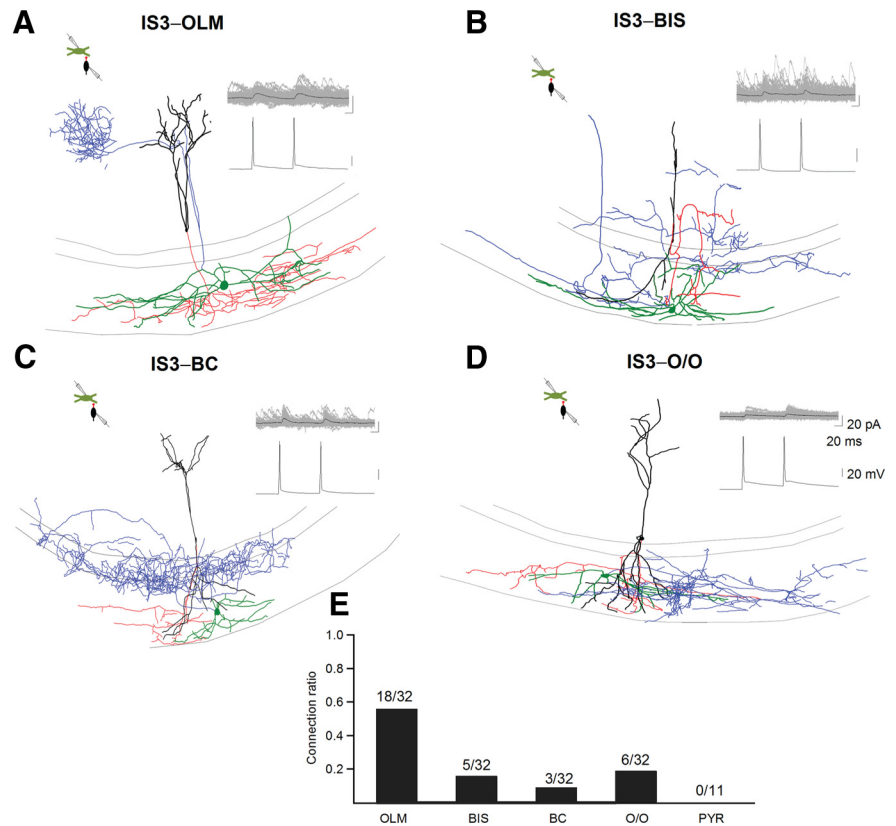 A
IS3–OLM
B
IS3–BIS
C
IS3–BC
D
IS3–O/O
20 pA
20 ms
20 mV
E
Connection ratio
1.0
0.8
0.6
0.4
0.2
18/32
5/32
3/32
6/32
0/11
OLM
BIS
BC
O/O
PYR